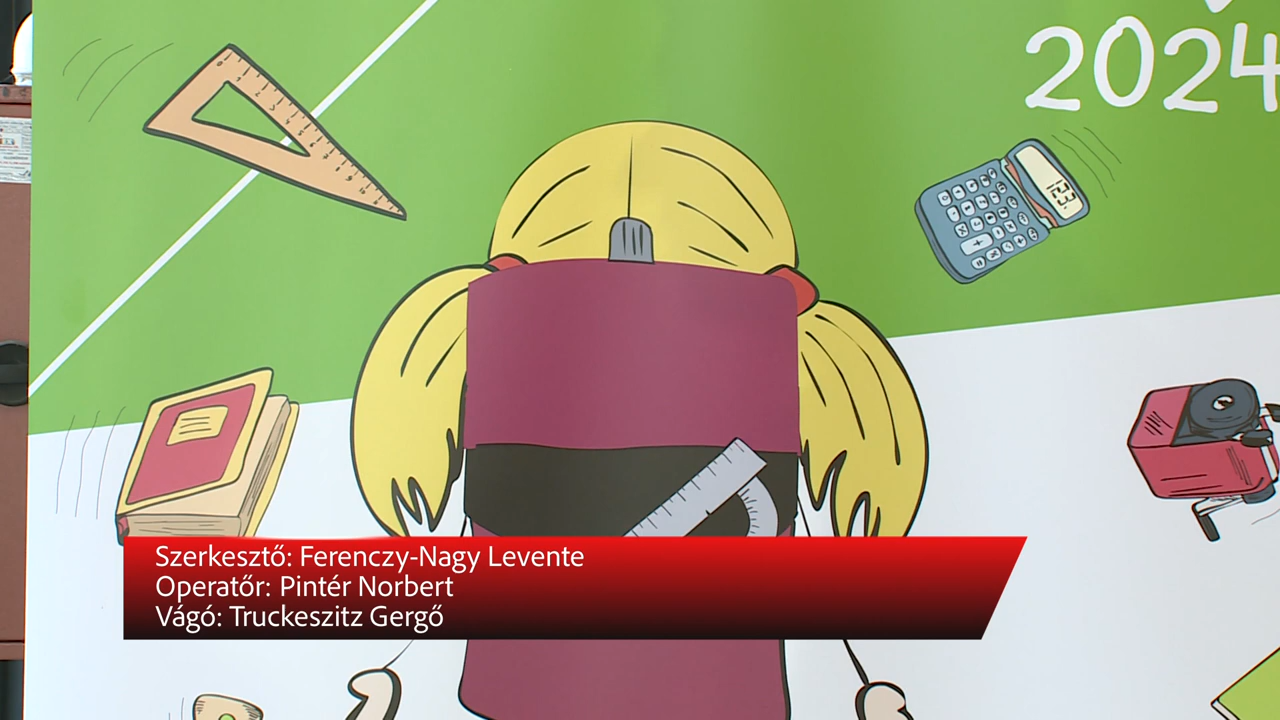 2024
123.
Szerkesztő: Ferenczy-Nagy Levente
Operatőr: Pintér Norbert
Vágó: Truckeszitz Gergő